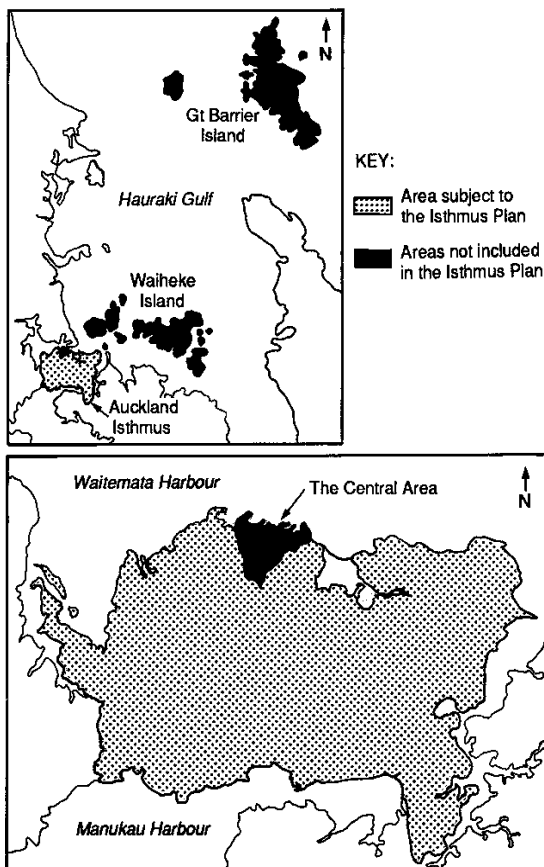 N
Gt Barrier
Island
KEY:
Area subject to
the Isthmus Plan
Hauraki Gulf
Areas not included
in the Isthmus Plan
Waiheke
Island
Auckland
Isthmus
Waitemata Harbour
The Central Area
N
Manukau Harbour